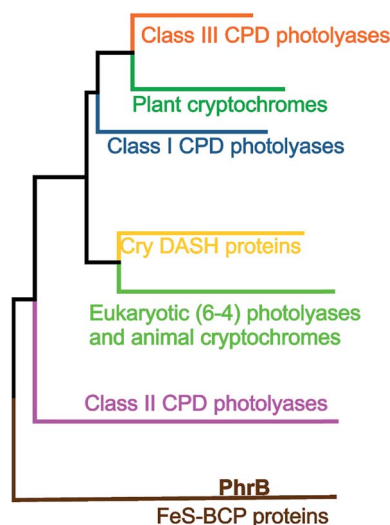 Class III CPD photolyases
Plant cryptochromes
Class I CPD photolyases
Cry DASH proteins
Eukaryotic (6-4) photolyases
and animal cryptochromes
Class II CPD photolyases
PhrB
FeS-BCP proteins